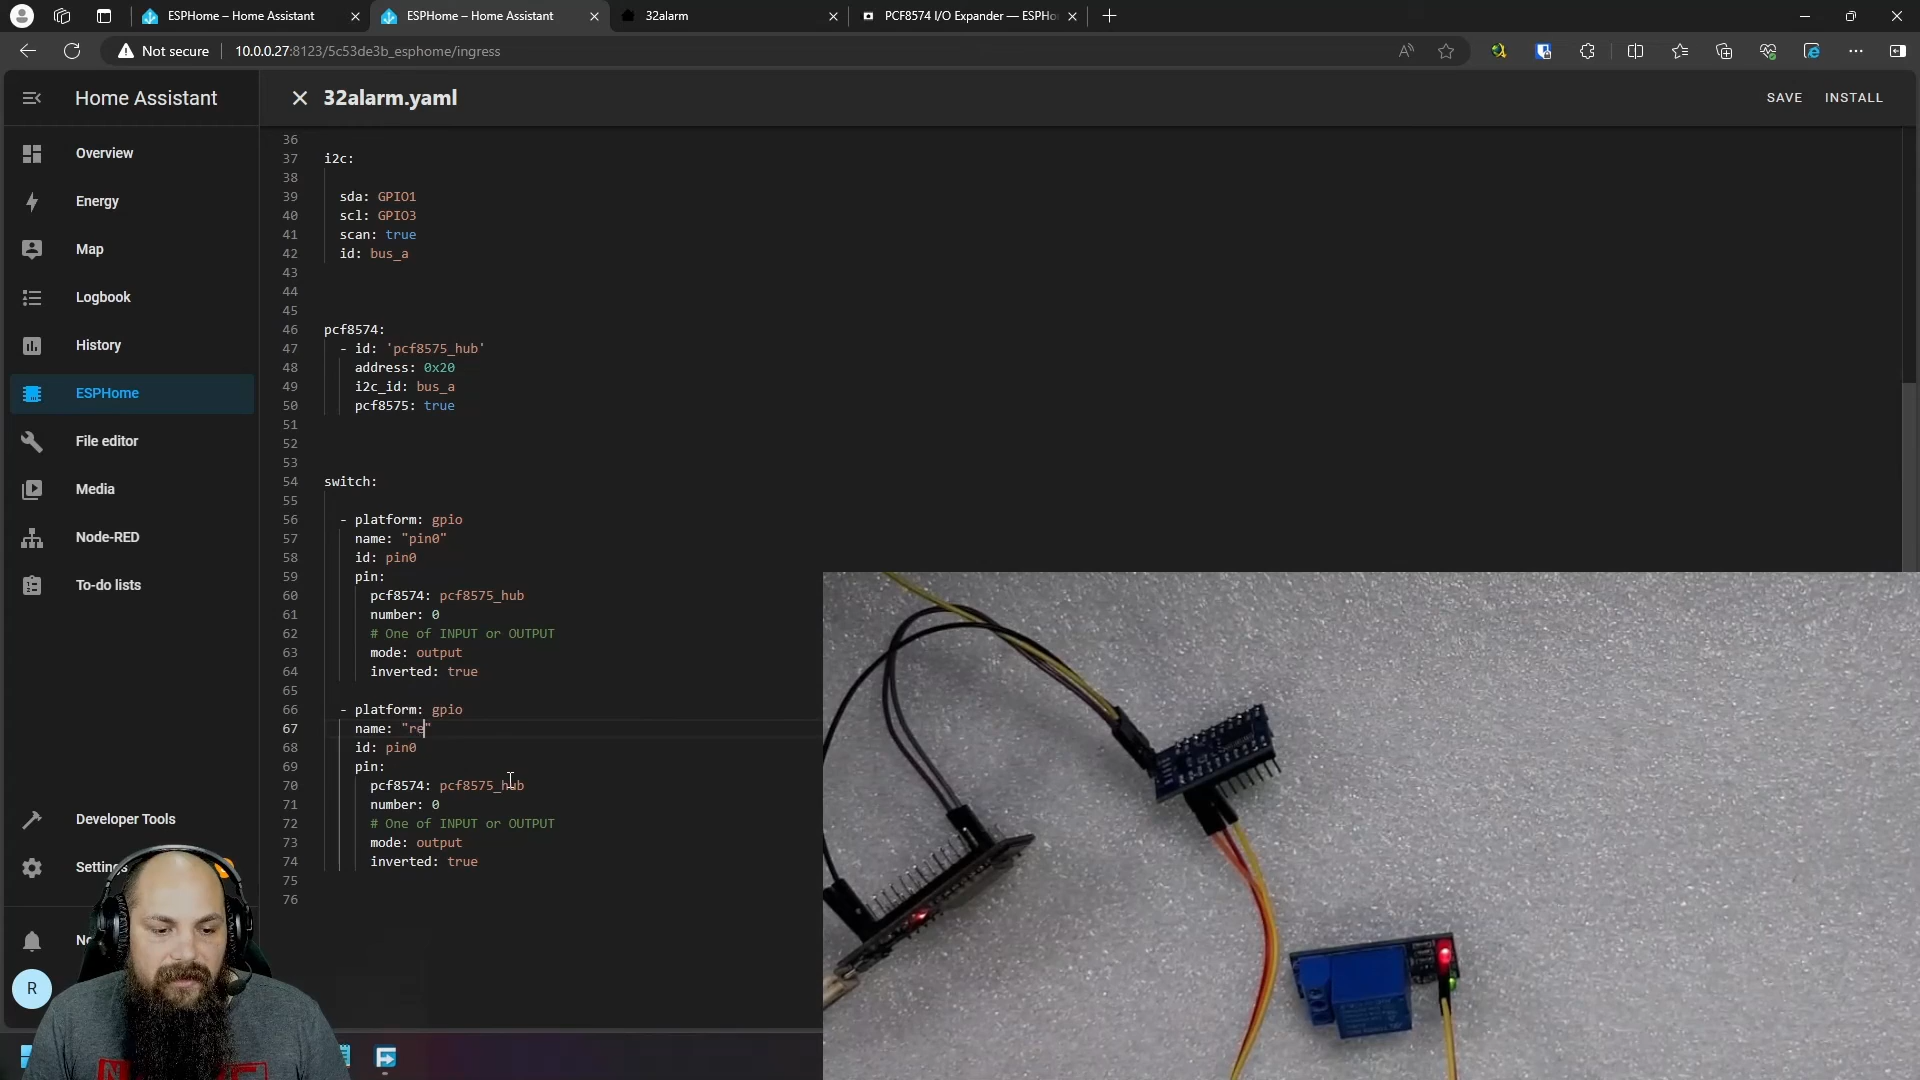 ESPHome – Home Assistant
ESPHome – Home Assistant
32alarm
PCF8574 I/O Expander — ESPHo
Not secure
10.0.0.27:8123/5c53de3b_esphome/ingress
Home Assistant
32alarm.yaml
SAVE
INSTALL
Overview
Energy
Map
Logbook
History
ESPHome
File editor
Media
Node-RED
To-do lists
Developer Tools
Settings
No
R
36
37 i2c:
38
39 sda: GPIO1
40 scl: GPIO3
41 scan: true
42 id: bus_a
43
44
45
46 pcf8574:
47 - id: 'pcf8575_hub'
48 address: 0x20
49 i2c_id: bus_a
50 pcf8575: true
51
52
53
54 switch:
55
56 - platform: gpio
57 name: "pin0"
58 id: pin0
59 pin:
60 pcf8574: pcf8575_hub
61 number: 0
62 # One of INPUT or OUTPUT
63 mode: output
64 inverted: true
65
66 - platform: gpio
67 name: "re"
68 id: pin0
69 pin:
70 pcf8574: pcf8575_hub
71 number: 0
72 # One of INPUT or OUTPUT
73 mode: output
74 inverted: true
75
76